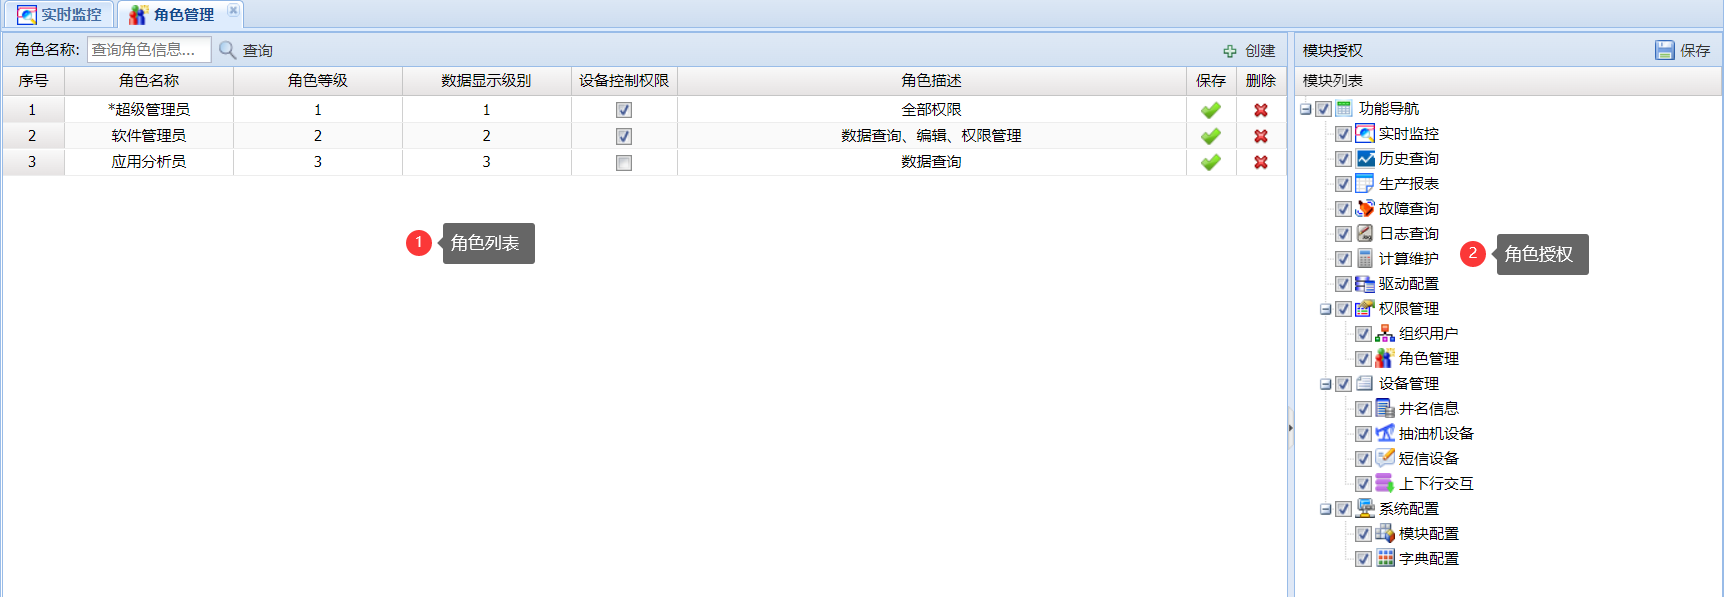 实时监控 角色管理
角色名称: 查询角色信息... 查询 创建 模块授权 保存
序号 角色名称 角色等级 数据显示级别 设备控制权限 角色描述 保存 删除 模块列表
1 *超级管理员 1 1 全部权限
2 软件管理员 2 2 数据查询、编辑、权限管理
3 应用分析员 3 3 数据查询
1 角色列表
功能导航
实时监控
历史查询
生产报表
故障查询
日志查询
2 角色授权
计算维护
驱动配置
权限管理
组织用户
角色管理
设备管理
井名信息
抽油机设备
短信设备
上下行交互
系统配置
模块配置
字典配置